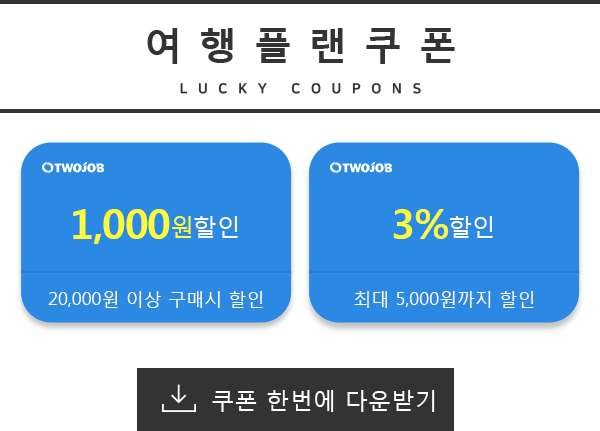 여행플랜쿠폰
LUCKY COUPONS
OTWOJOB
1,000원할인
20,000원 이상 구매시 할인
OTWOJOB
3%할인
최대 5,000원까지 할인
쿠폰 한번에 다운받기